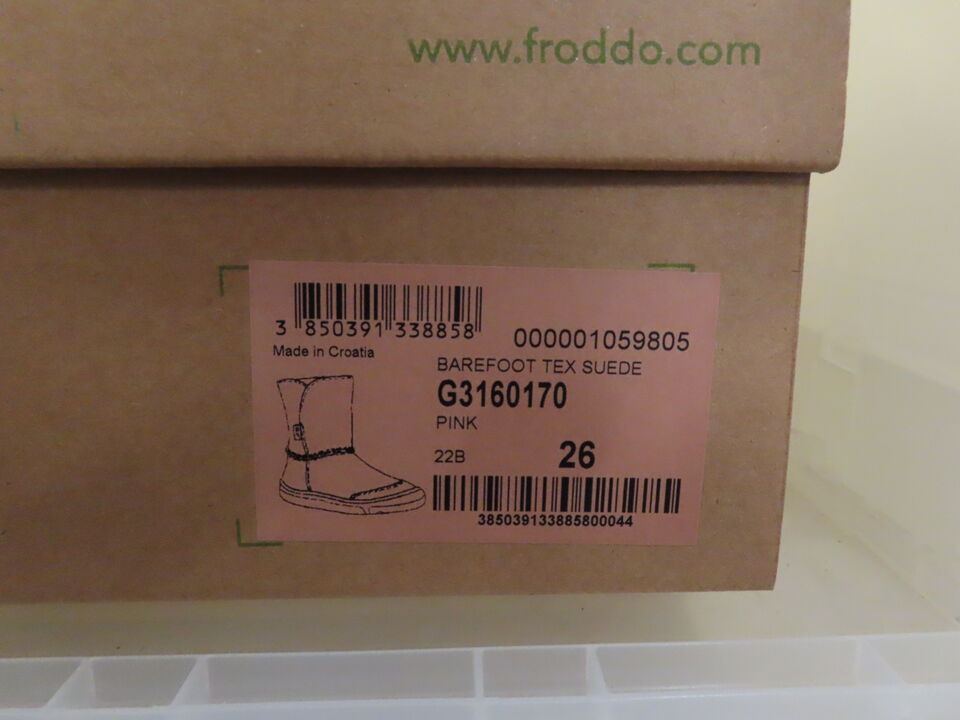 www.froddo.com
3 850391 338858
000001059805
Made in Croatia
BAREFOOT TEX SUEDE
G3160170
PINK
22B
26
385039133885800044